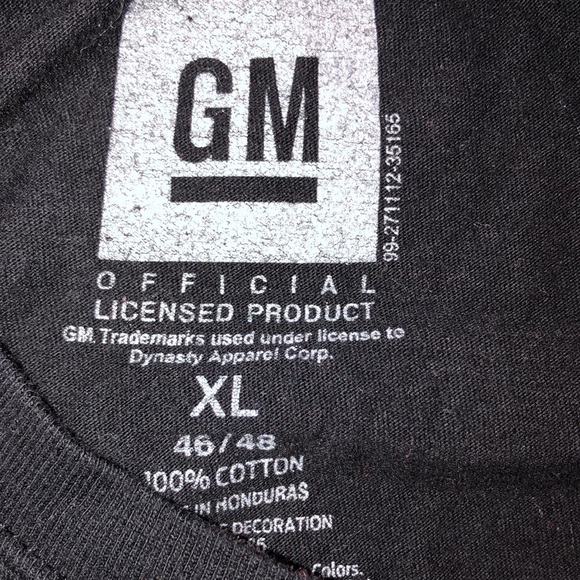 GM
99-271112-35165
OFFICIAL
LICENSED PRODUCT
GM Trademarks used under license to
Dynasty Apparel Corp.
XL
46/48
100% COTTON
IN HONDURAS
DECORATION
Colors.